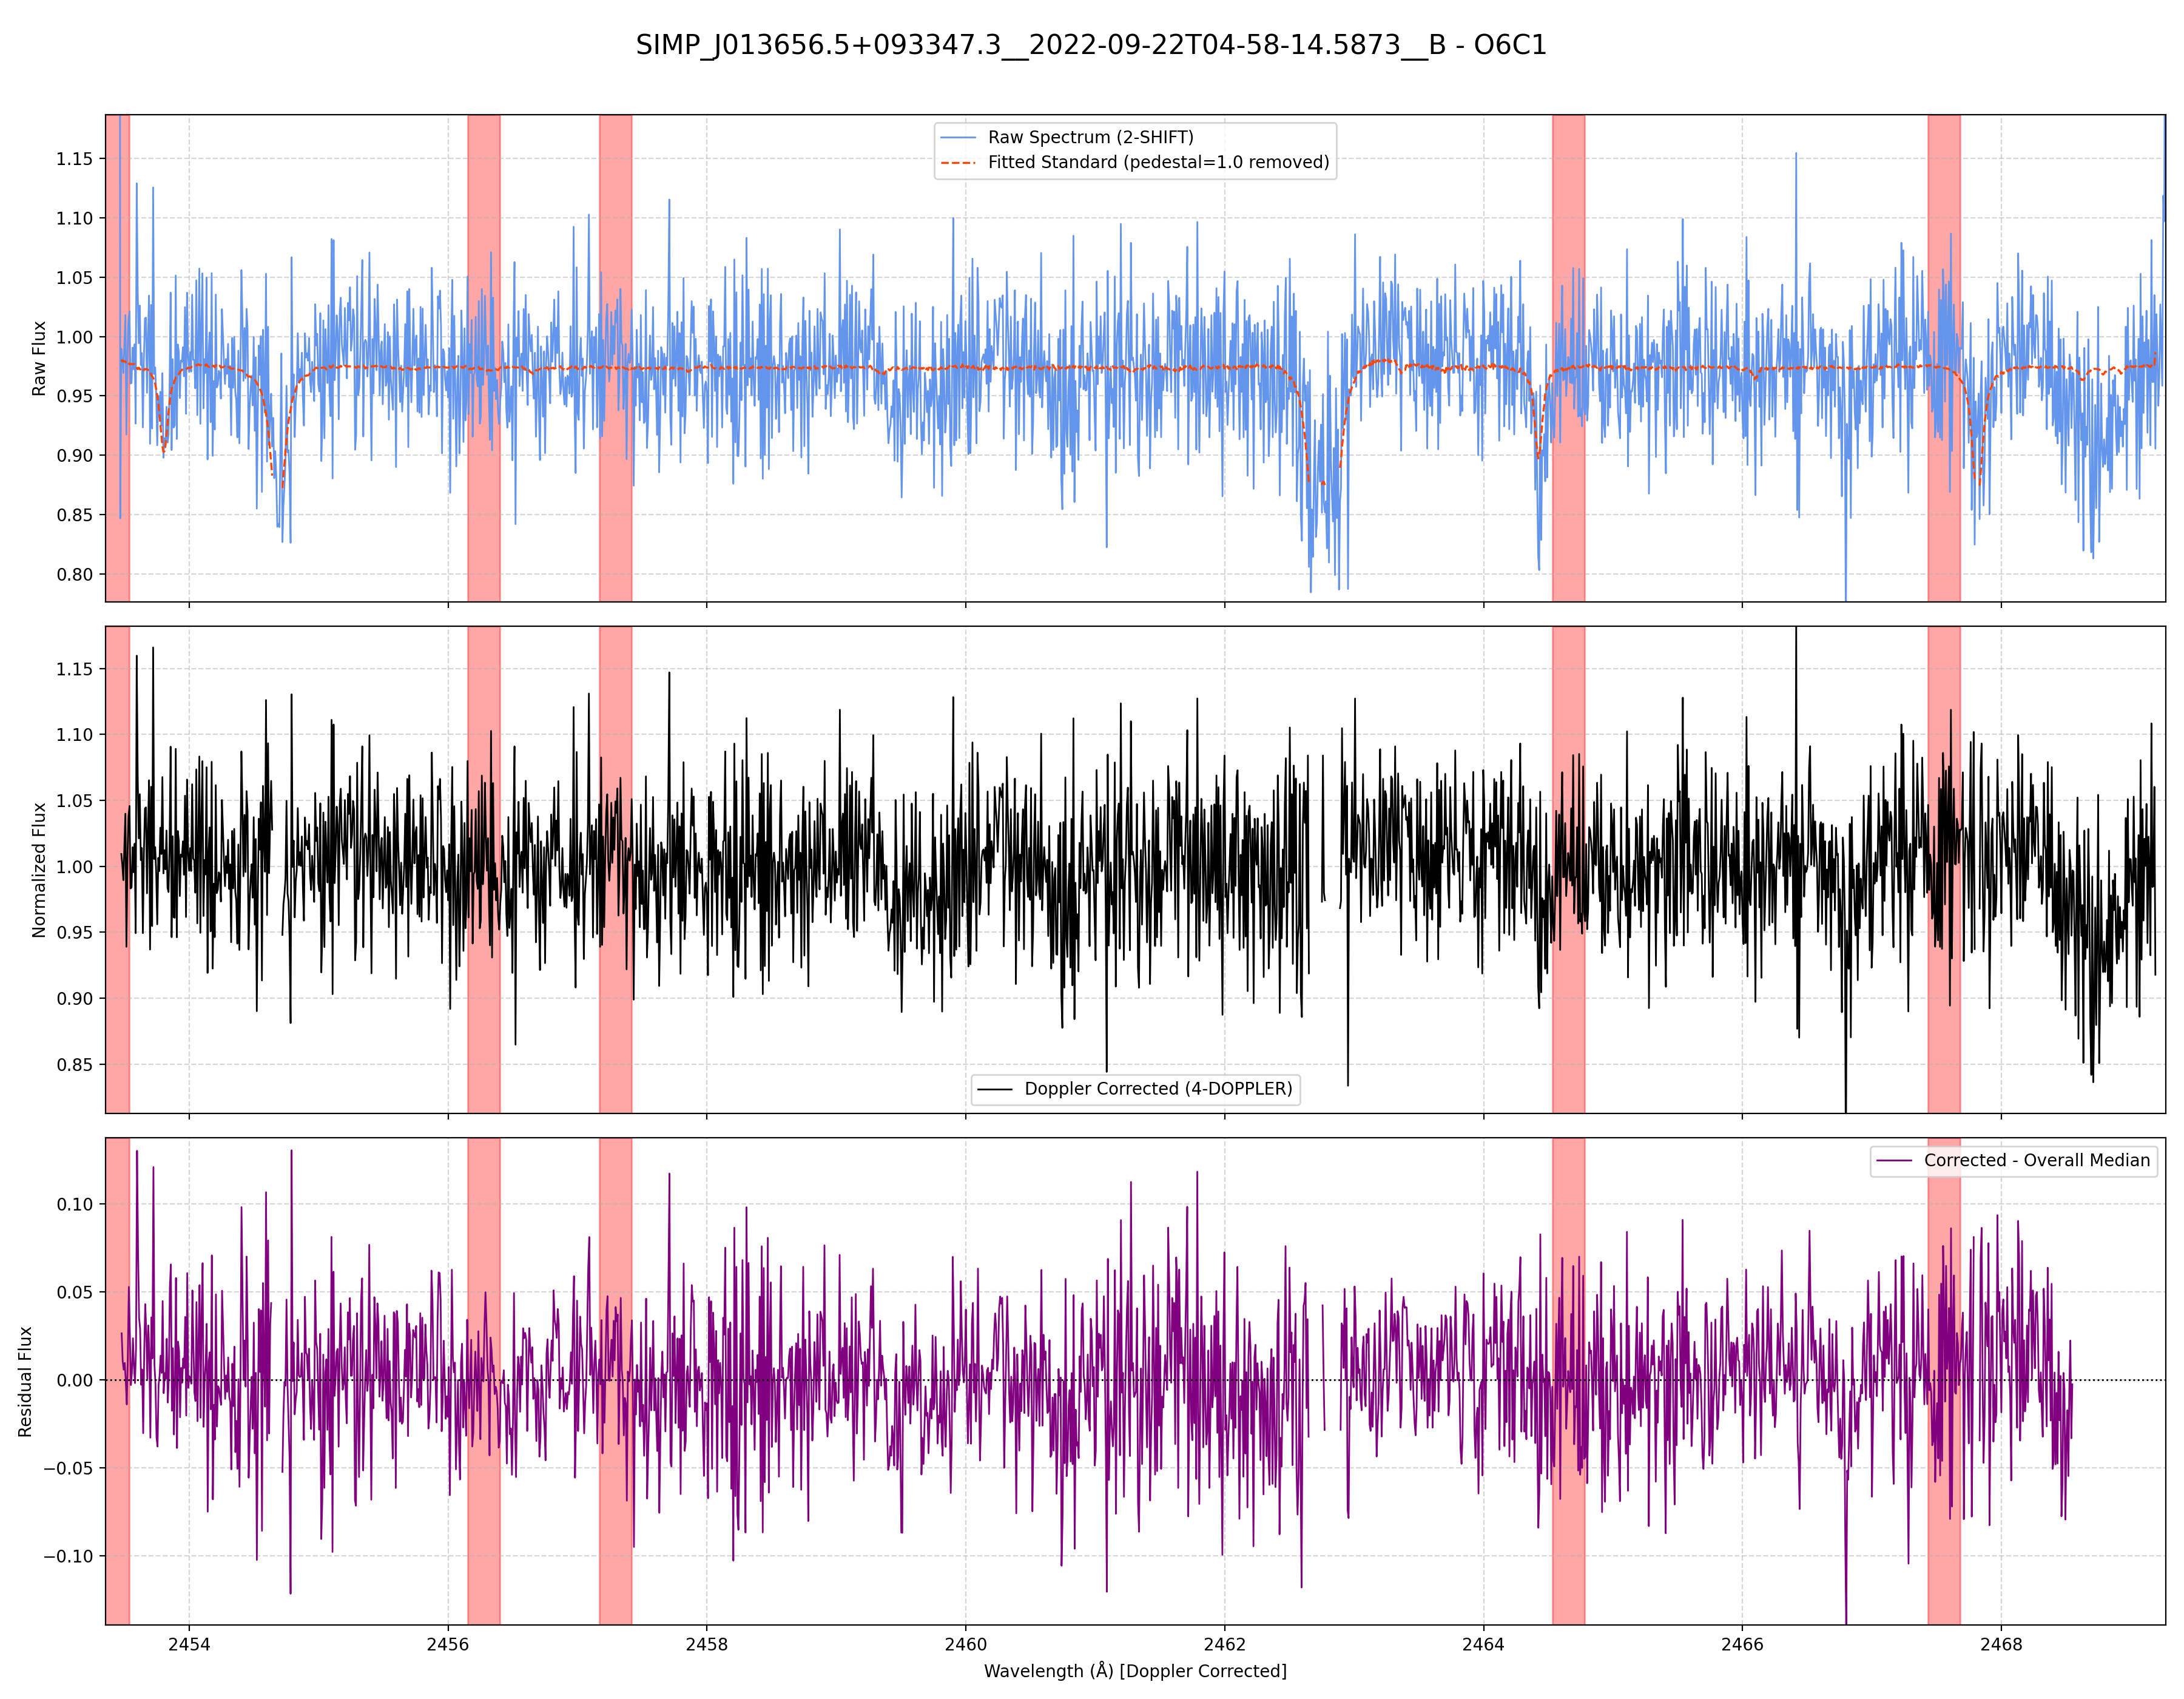 SIMP_J013656.5+093347.3__2022-09-22T04-58-14.5873__B - O6C1
Raw Flux
1.15
1.10
1.05
1.00
0.95
0.90
0.85
0.80
Raw Spectrum (2-SHIFT)
Fitted Standard (pedestal=1.0 removed)
Normalized Flux
1.15
1.10
1.05
1.00
0.95
0.90
0.85
Doppler Corrected (4-DOPPLER)
Residual Flux
0.10
0.05
0.00
−0.05
−0.10
Corrected - Overall Median
2454 2456 2458 2460 2462 2464 2466 2468
Wavelength (Å) [Doppler Corrected]